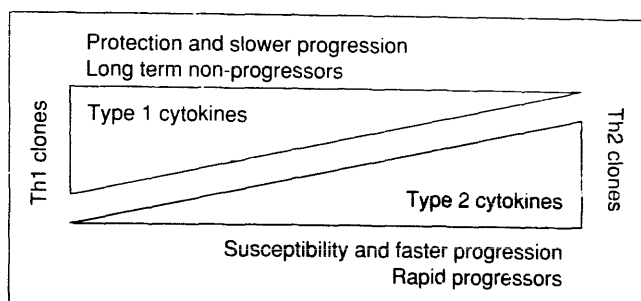 Protection and slower progression
Long term non-progressors
Th1 clones
Type 1 cytokines
Th2 clones
Type 2 cytokines
Susceptibility and faster progression
Rapid progressors